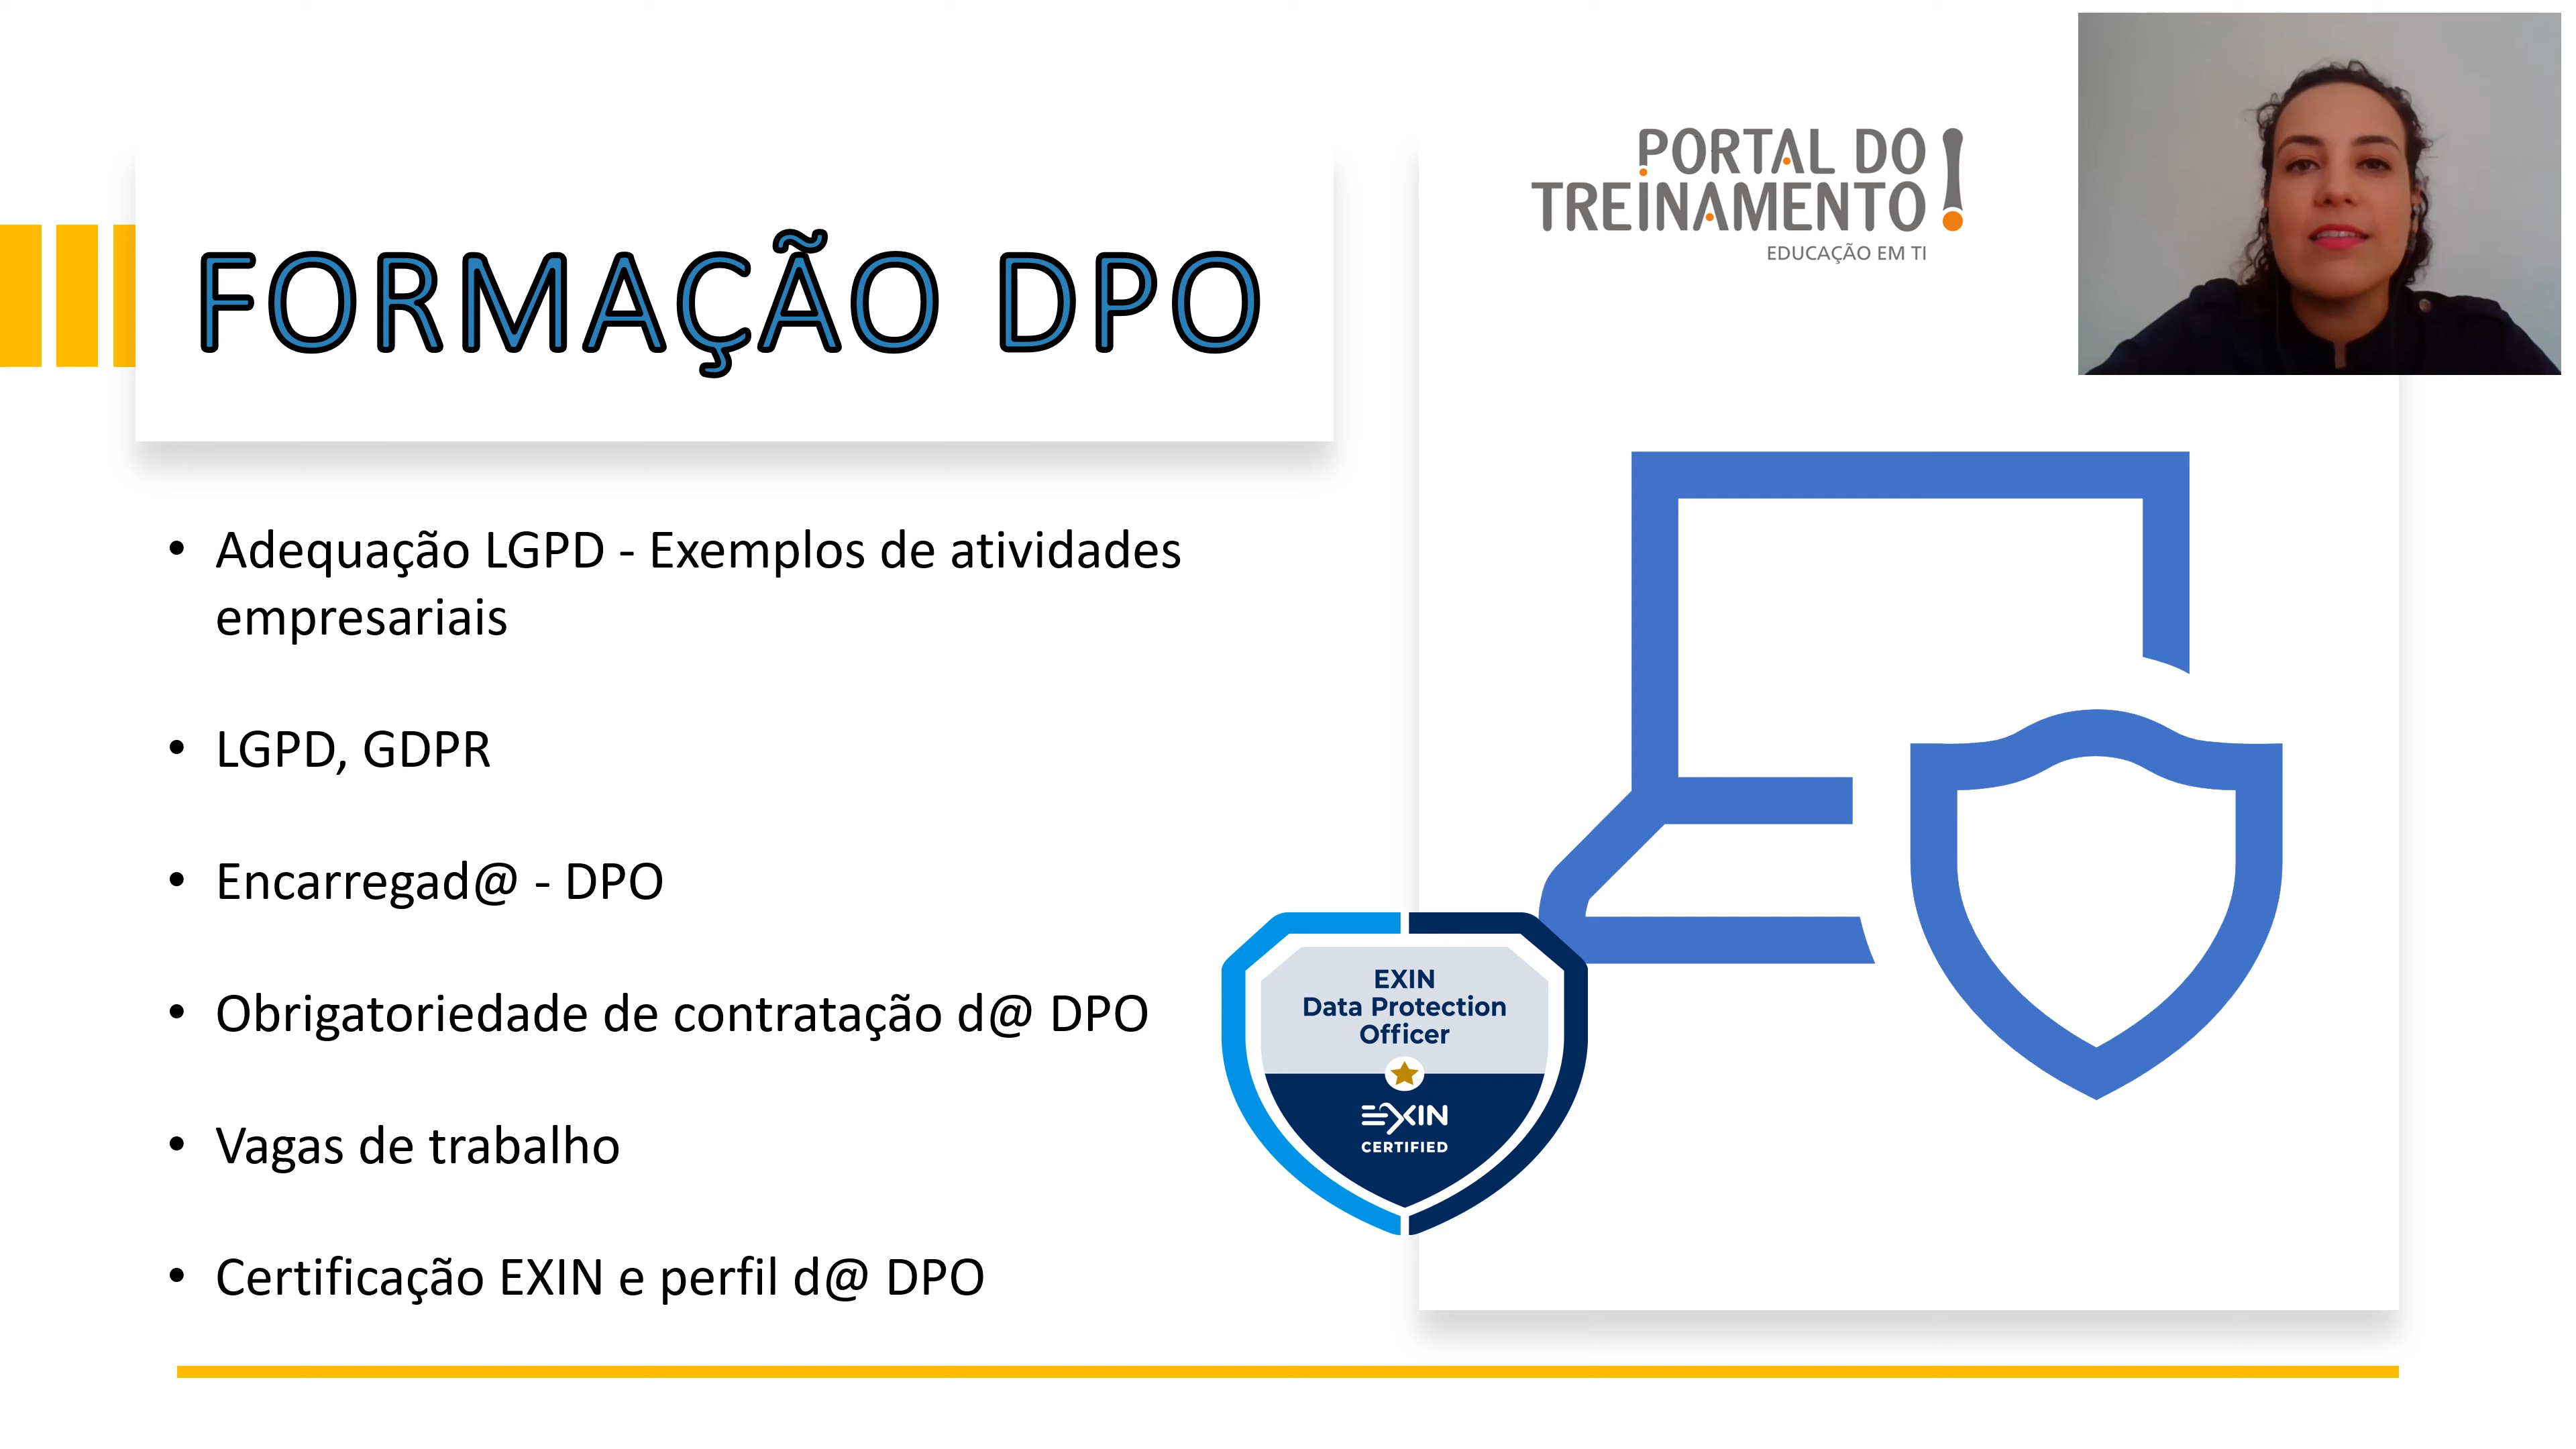 PORTAL DO
TREINAMENTO!
EDUCAÇÃO EM TI
FORMAÇÃO DPO
• Adequação LGPD - Exemplos de atividades
empresariais
• LGPD, GDPR
• Encarregad@ - DPO
• Obrigatoriedade de contratação d@ DPO
• Vagas de trabalho
• Certificação EXIN e perfil d@ DPO
EXIN
Data Protection
Officer
EXIN
CERTIFIED